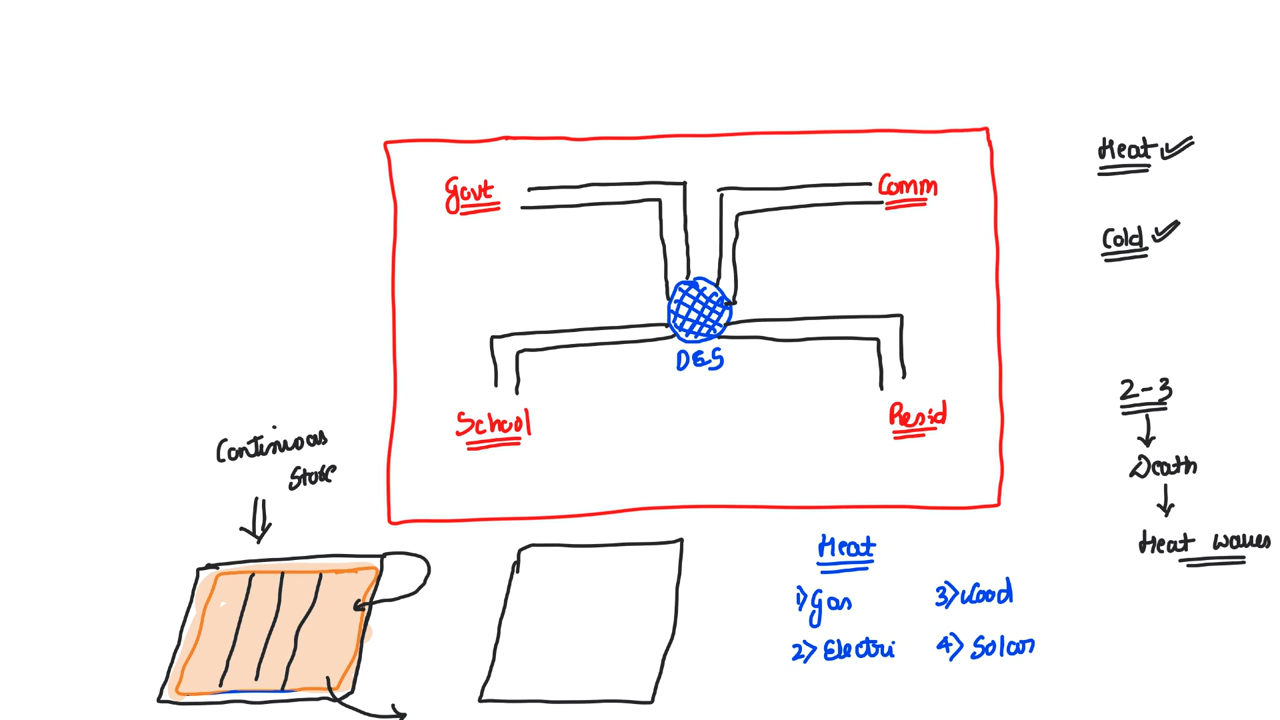 Heat
Govt
Comm
Cold
DES
2-3
School
Resid
Continuous
Death
Heat waves
Heat
1) Gas
3) Wood
2) Electri
4) Solar